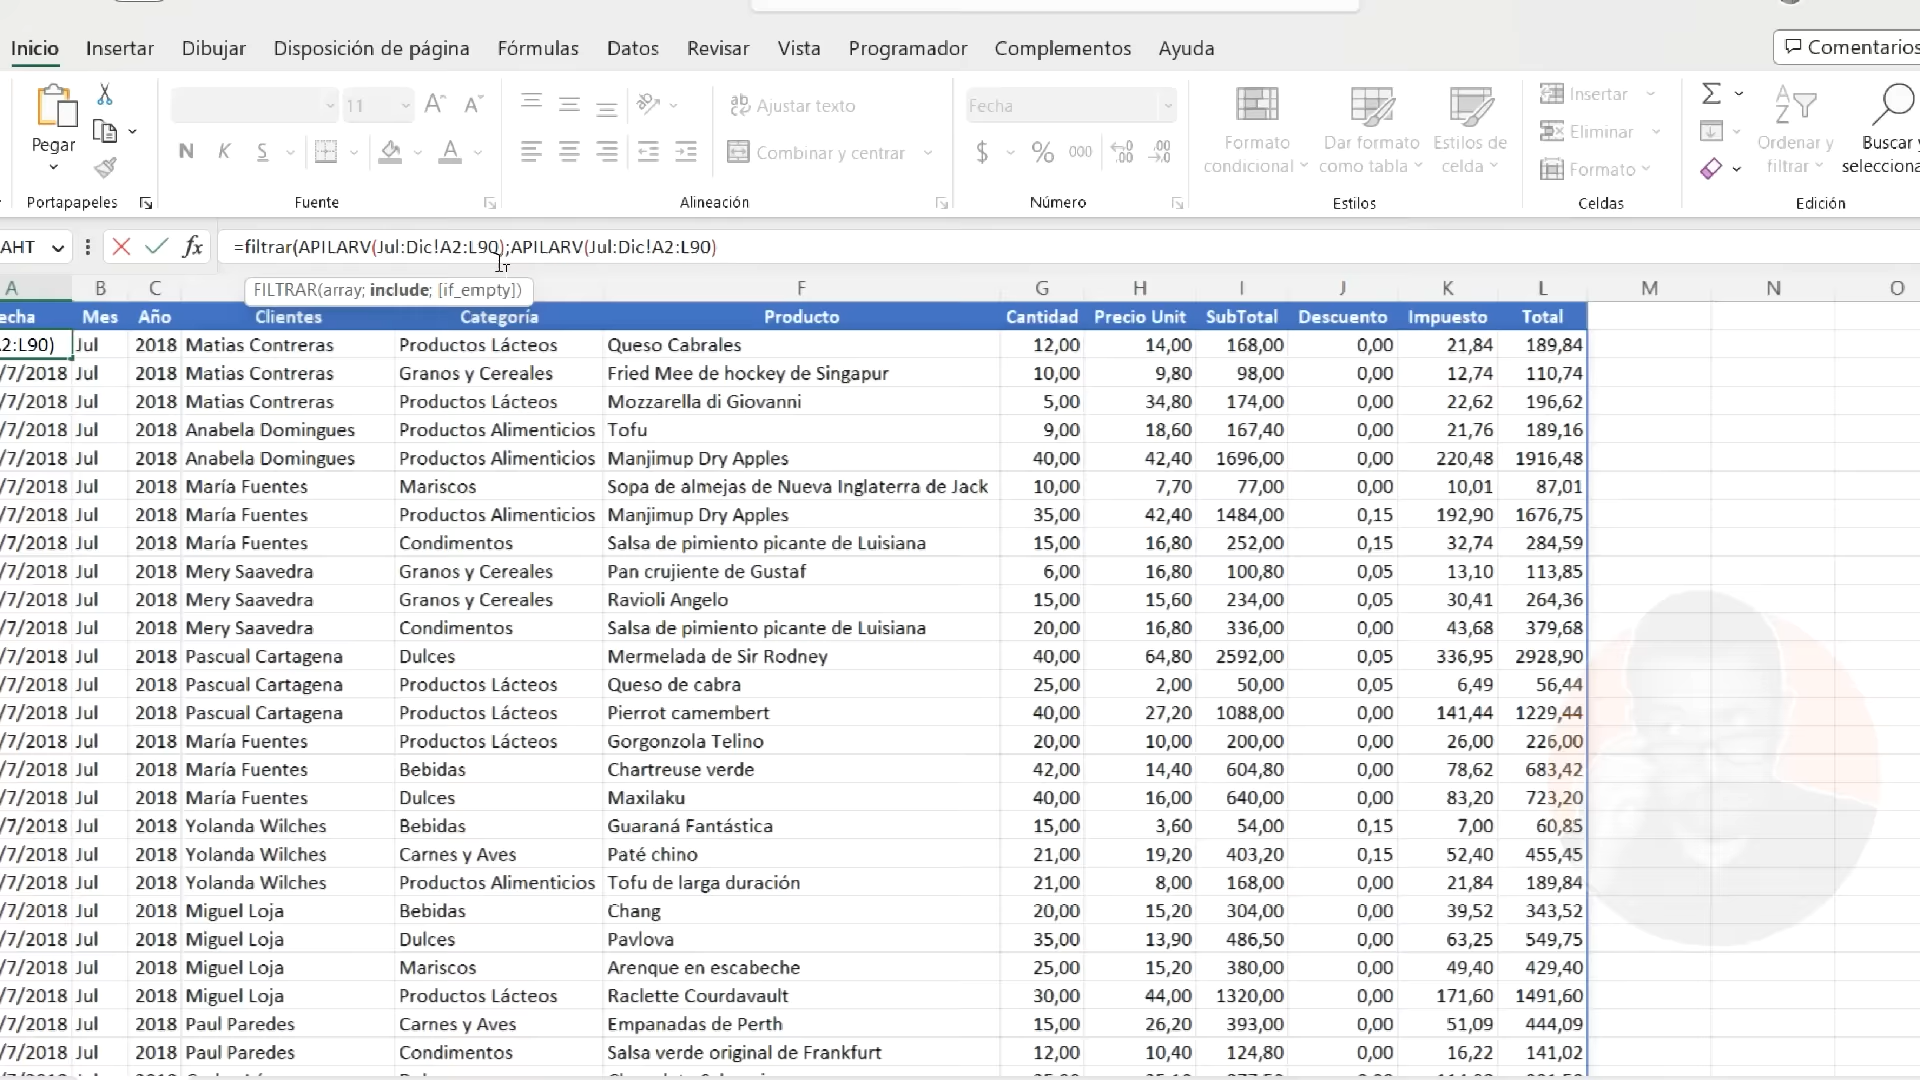 Inicio Insertar Dibujar Disposición de página Fórmulas Datos Revisar Vista Programador Complementos Ayuda Comentarios
Pegar
Portapapeles
11
N K S
Fuente
Ajustar texto
Combinar y centrar
Alineación
Fecha
$ % 000
Número
Formato condicional
Dar formato como tabla
Estilos de celda
Estilos
Insertar
Eliminar
Formato
Celdas
Ordenar y filtrar
Buscar y
Edición
AHT fx =filtrar(APILARV(Jul:Dic!A2:L90);APILARV(Jul:Dic!A2:L90)
FILTRAR(array; include; [if_empty])
A B C F G H I J K L M N O
echa Mes Año Clientes Categoría Producto Cantidad Precio Unit SubTotal Descuento Impuesto Total
A2:L90) Jul 2018 Matias Contreras Productos Lácteos Queso Cabrales 12,00 14,00 168,00 0,00 21,84 189,84
/7/2018 Jul 2018 Matias Contreras Granos y Cereales Fried Mee de hockey de Singapur 10,00 9,80 98,00 0,00 12,74 110,74
/7/2018 Jul 2018 Matias Contreras Productos Lácteos Mozzarella di Giovanni 5,00 34,80 174,00 0,00 22,62 196,62
/7/2018 Jul 2018 Anabela Domingues Productos Alimenticios Tofu 9,00 18,60 167,40 0,00 21,76 189,16
/7/2018 Jul 2018 Anabela Domingues Productos Alimenticios Manjimup Dry Apples 40,00 42,40 1696,00 0,00 220,48 1916,48
/7/2018 Jul 2018 María Fuentes Mariscos Sopa de almejas de Nueva Inglaterra de Jack 10,00 7,70 77,00 0,00 10,01 87,01
/7/2018 Jul 2018 María Fuentes Productos Alimenticios Manjimup Dry Apples 35,00 42,40 1484,00 0,15 192,90 1676,75
/7/2018 Jul 2018 María Fuentes Condimentos Salsa de pimiento picante de Luisiana 15,00 16,80 252,00 0,15 32,74 284,59
/7/2018 Jul 2018 Mery Saavedra Granos y Cereales Pan crujiente de Gustaf 6,00 16,80 100,80 0,05 13,10 113,85
/7/2018 Jul 2018 Mery Saavedra Granos y Cereales Ravioli Angelo 15,00 15,60 234,00 0,05 30,41 264,36
/7/2018 Jul 2018 Mery Saavedra Condimentos Salsa de pimiento picante de Luisiana 20,00 16,80 336,00 0,00 43,68 379,68
/7/2018 Jul 2018 Pascual Cartagena Dulces Mermelada de Sir Rodney 40,00 64,80 2592,00 0,05 336,95 2928,90
/7/2018 Jul 2018 Pascual Cartagena Productos Lácteos Queso de cabra 25,00 2,00 50,00 0,05 6,49 56,44
/7/2018 Jul 2018 Pascual Cartagena Productos Lácteos Pierrot camembert 40,00 27,20 1088,00 0,00 141,44 1229,44
/7/2018 Jul 2018 María Fuentes Productos Lácteos Gorgonzola Telino 20,00 10,00 200,00 0,00 26,00 226,00
/7/2018 Jul 2018 María Fuentes Bebidas Chartreuse verde 42,00 14,40 604,80 0,00 78,62 683,42
/7/2018 Jul 2018 María Fuentes Dulces Maxilaku 40,00 16,00 640,00 0,00 83,20 723,20
/7/2018 Jul 2018 Yolanda Wilches Bebidas Guaraná Fantástica 15,00 3,60 54,00 0,15 7,00 60,85
/7/2018 Jul 2018 Yolanda Wilches Carnes y Aves Paté chino 21,00 19,20 403,20 0,15 52,40 455,45
/7/2018 Jul 2018 Yolanda Wilches Productos Alimenticios Tofu de larga duración 21,00 8,00 168,00 0,00 21,84 189,84
/7/2018 Jul 2018 Miguel Loja Bebidas Chang 20,00 15,20 304,00 0,00 39,52 343,52
/7/2018 Jul 2018 Miguel Loja Dulces Pavlova 35,00 13,90 486,50 0,00 63,25 549,75
/7/2018 Jul 2018 Miguel Loja Mariscos Arenque en escabeche 25,00 15,20 380,00 0,00 49,40 429,40
/7/2018 Jul 2018 Miguel Loja Productos Lácteos Raclette Courdavault 30,00 44,00 1320,00 0,00 171,60 1491,60
/7/2018 Jul 2018 Paul Paredes Carnes y Aves Empanadas de Perth 15,00 26,20 393,00 0,00 51,09 444,09
/7/2018 Jul 2018 Paul Paredes Condimentos Salsa verde original de Frankfurt 12,00 10,40 124,80 0,00 16,22 141,02